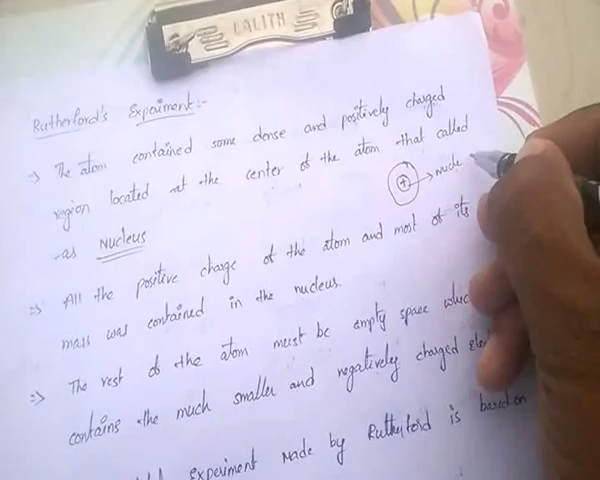 LALITH
Rutherford's Expeiment:-
=> The atom contained some dense and positively charged
region located at the center of the atom that called
as Nucleus
+ → nucle
=> All the positive charge of the atom and most of its
mass was contained in the nucleus.
=> The rest of the atom must be empty space whic
contains the much smaller and negatively charged ele
Experiment Made by Rutherford is based on